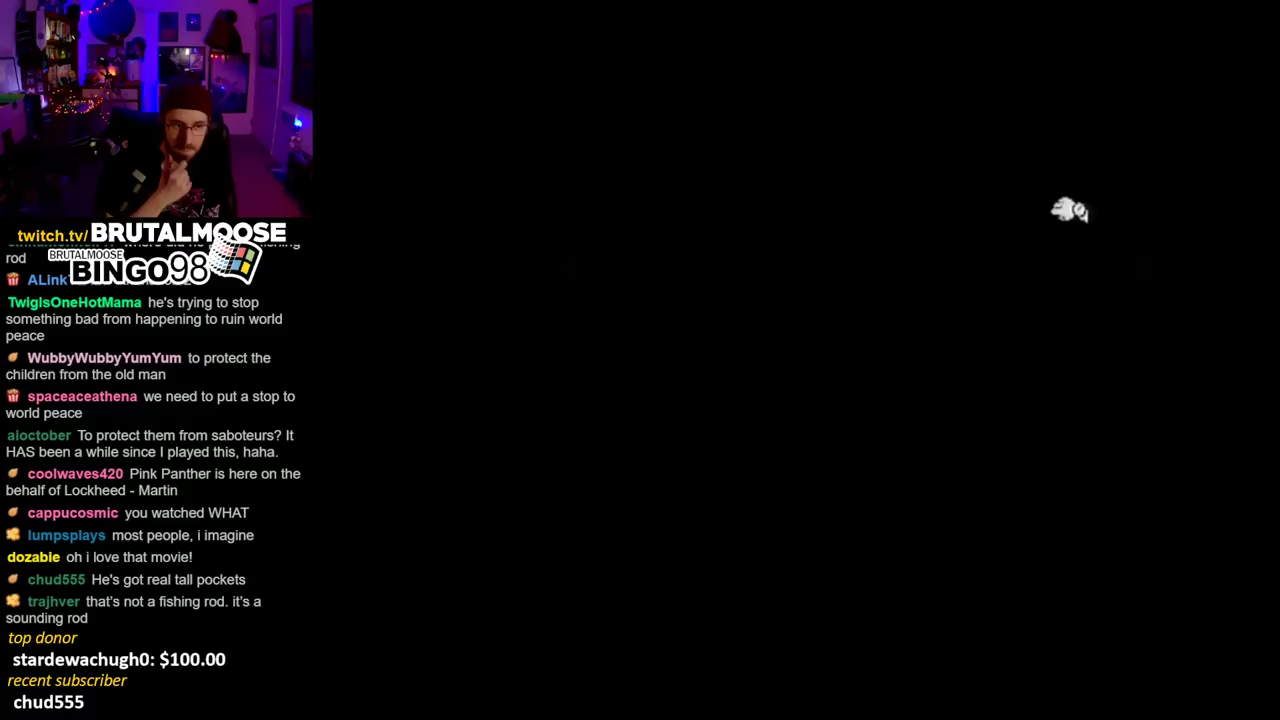 twitch.tv/BRUTALMOOSE
rod
BRUTALMOOSE
BINGO98
ALink
TwigIsOneHotMama he's trying to stop
something bad from happening to ruin world
peace
WubbyWubbyYumYum to protect the
children from the old man
spaceaceathena we need to put a stop to
world peace
aioctober To protect them from saboteurs? It
HAS been a while since I played this, haha.
coolwaves420 Pink Panther is here on the
behalf of Lockheed - Martin
cappucosmic you watched WHAT
lumpsplays most people, i imagine
dozabie oh i love that movie!
chud555 He's got real tall pockets
trajhver that's not a fishing rod. it's a
sounding rod
top donor
stardewachugh0: $100.00
recent subscriber
chud555